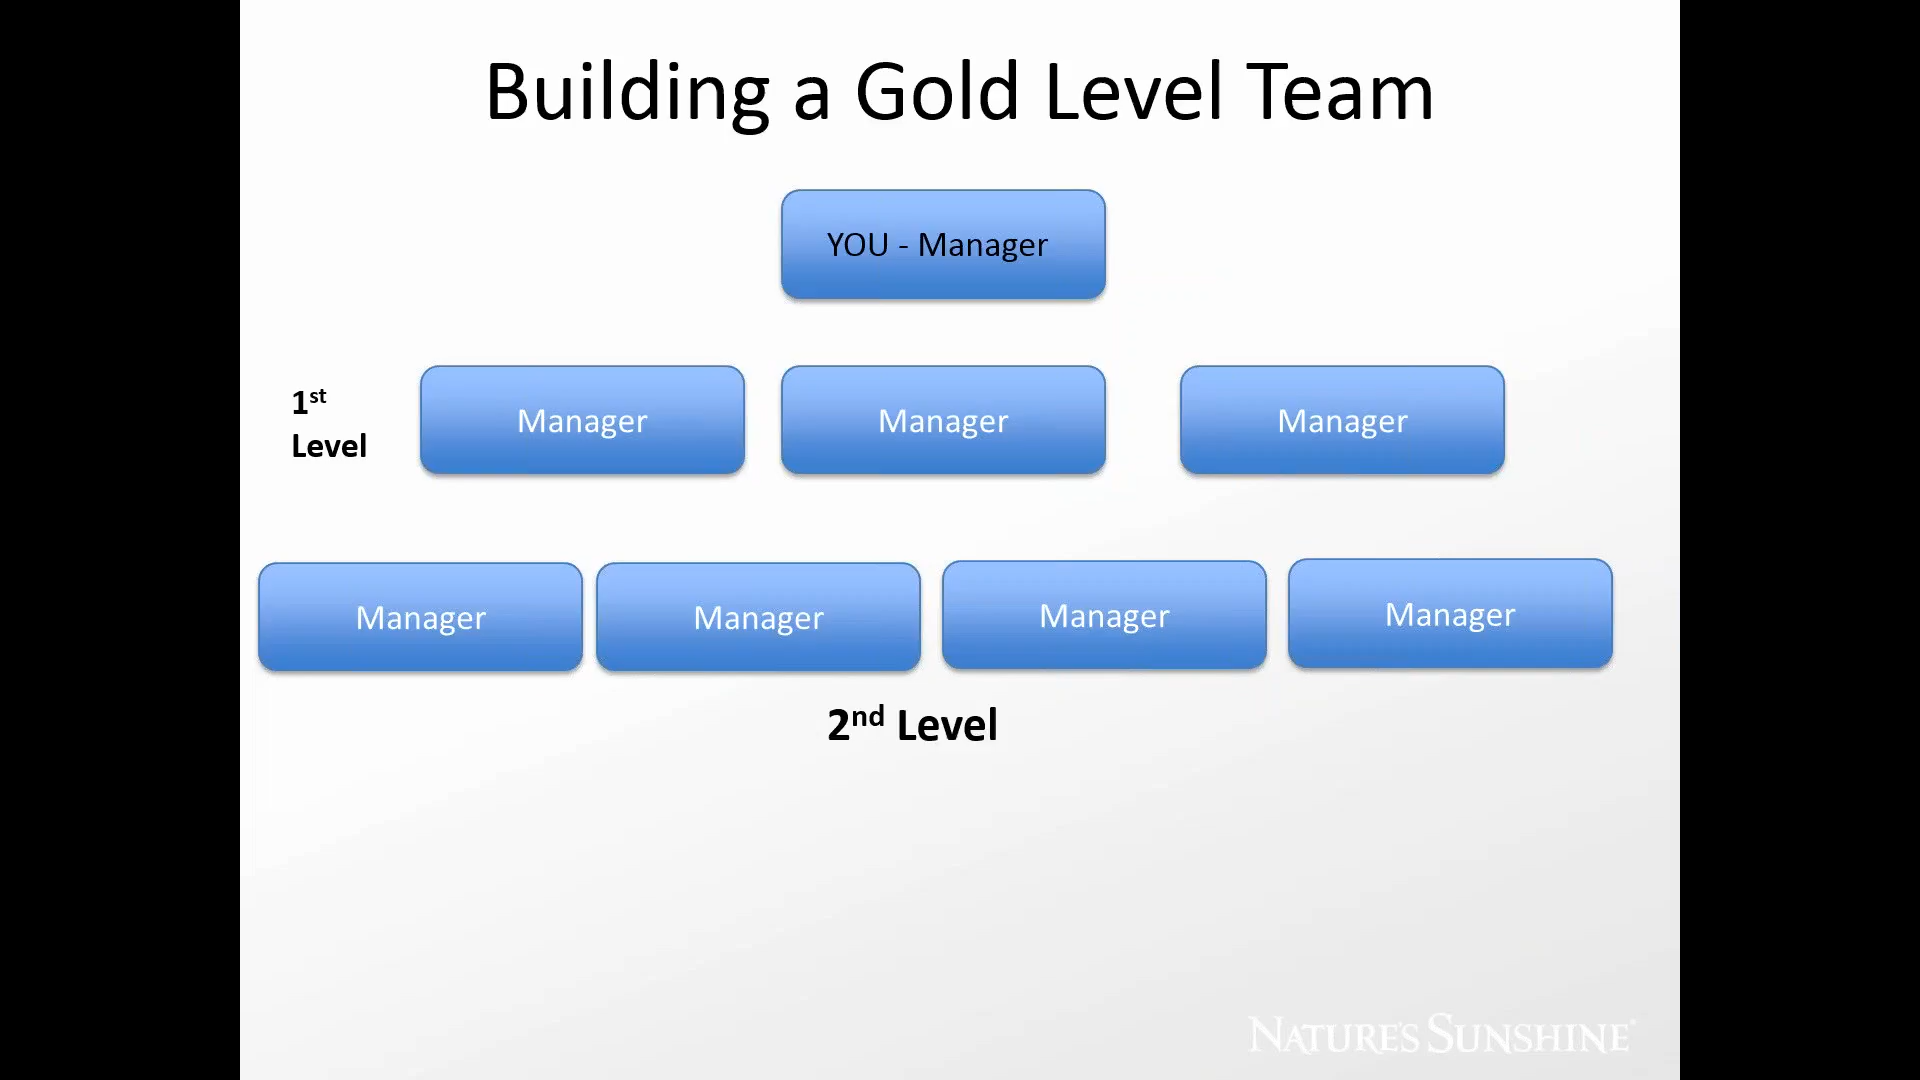 Building a Gold Level Team
YOU - Manager
1st
Level
Manager
Manager
Manager
Manager
Manager
Manager
Manager
2nd Level
NATURE'S SUNSHINE®